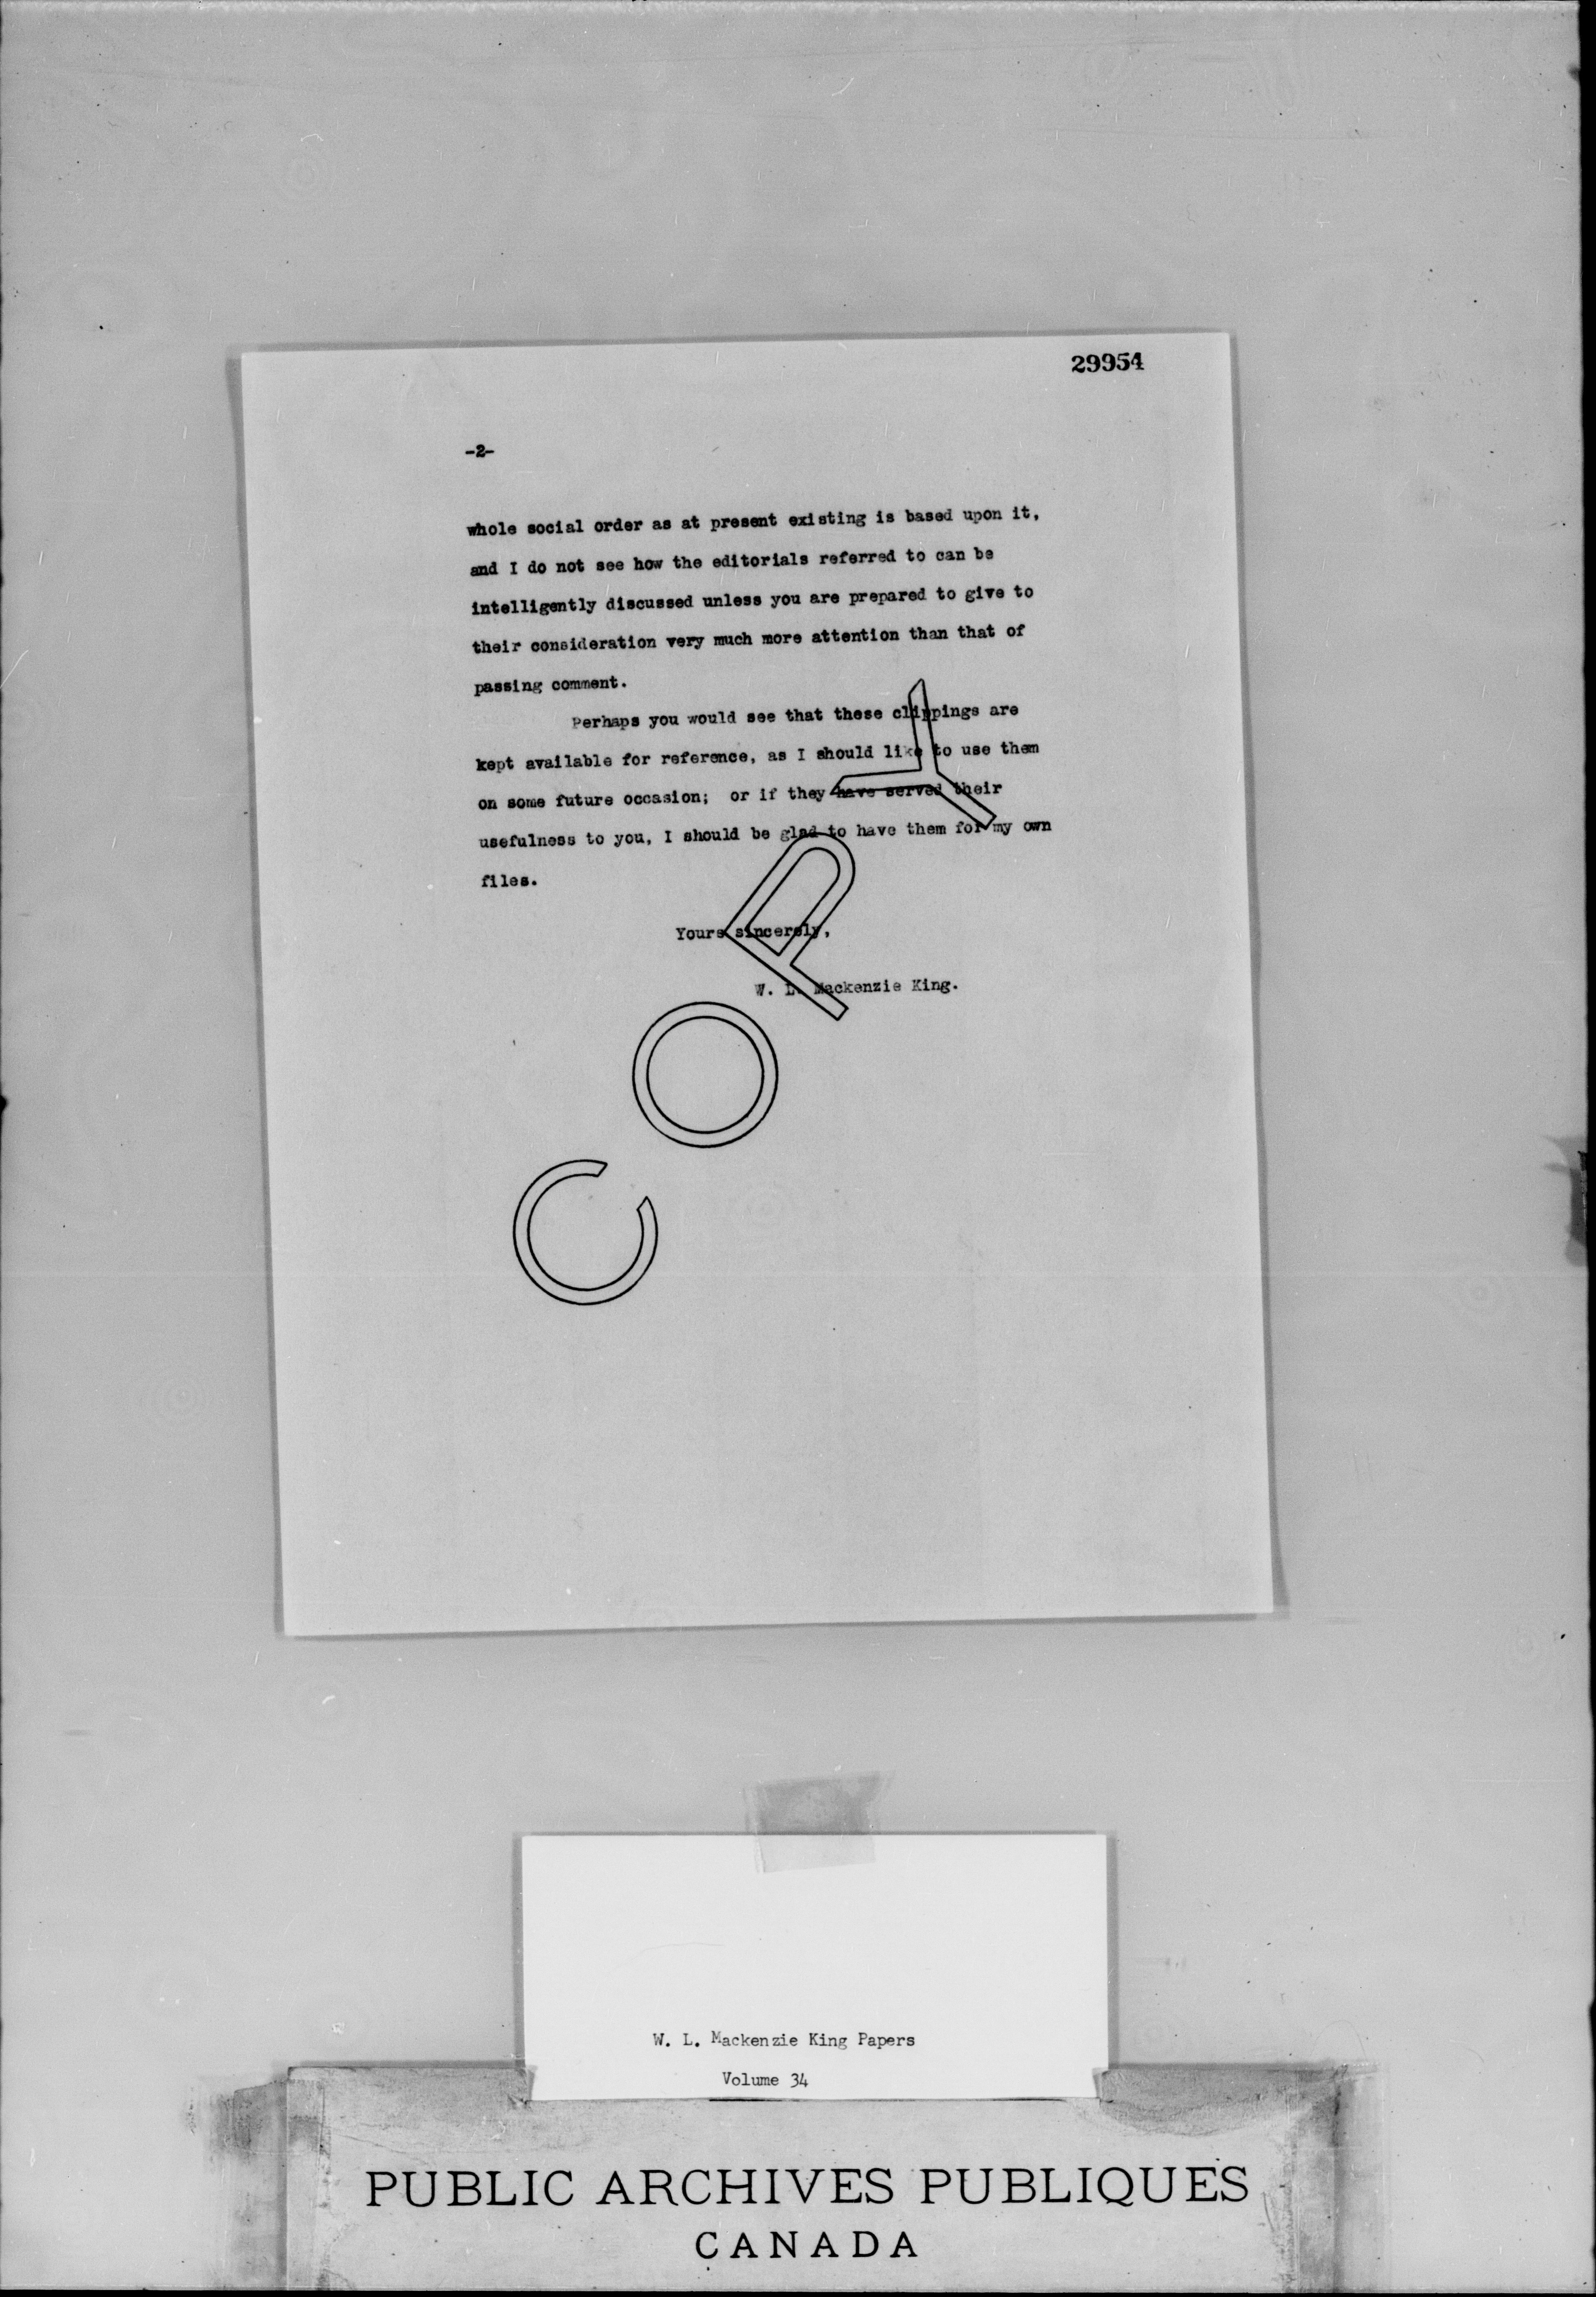 29954
-2-
whole social order as at present existing is based upon it,
and I do not see how the editorials referred to can be
intelligently discussed unless you are prepared to give to
their consideration very much more attention than that of
passing comment.
Perhaps you would see that these clippings are
kept available for reference, as I should like to use them
on some future occasion; or if they have served their
usefulness to you, I should be glad to have them for my own
files.
Yours sincerely,
W. L. Mackenzie King.
COPY
W. L. Mackenzie King Papers
Volume 34
PUBLIC ARCHIVES PUBLIQUES
CANADA